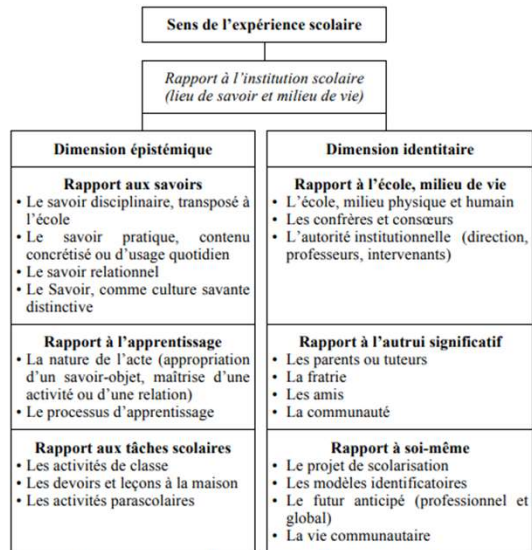 Sens de l'expérience scolaire
Rapport à l'institution scolaire
(lieu de savoir et milieu de vie)
Dimension épistémique
Rapport aux savoirs
• Le savoir disciplinaire, transposé à
l'école
• Le savoir pratique, contenu
concrétisé ou d'usage quotidien
• Le savoir relationnel
• Le Savoir, comme culture savante
distinctive
Rapport à l'apprentissage
• La nature de l'acte (appropriation
d'un savoir-objet, maîtrise d'une
activité ou d'une relation)
• Le processus d'apprentissage
Rapport aux tâches scolaires
• Les activités de classe
• Les devoirs et leçons à la maison
• Les activités parascolaires
Dimension identitaire
Rapport à l'école, milieu de vie
• L'école, milieu physique et humain
• Les confrères et consœurs
• L'autorité institutionnelle (direction,
professeurs, intervenants)
Rapport à l'autrui significatif
• Les parents ou tuteurs
• La fratrie
• Les amis
• La communauté
Rapport à soi-même
• Le projet de scolarisation
• Les modèles identificatoires
• Le futur anticipé (professionnel et
global)
• La vie communautaire